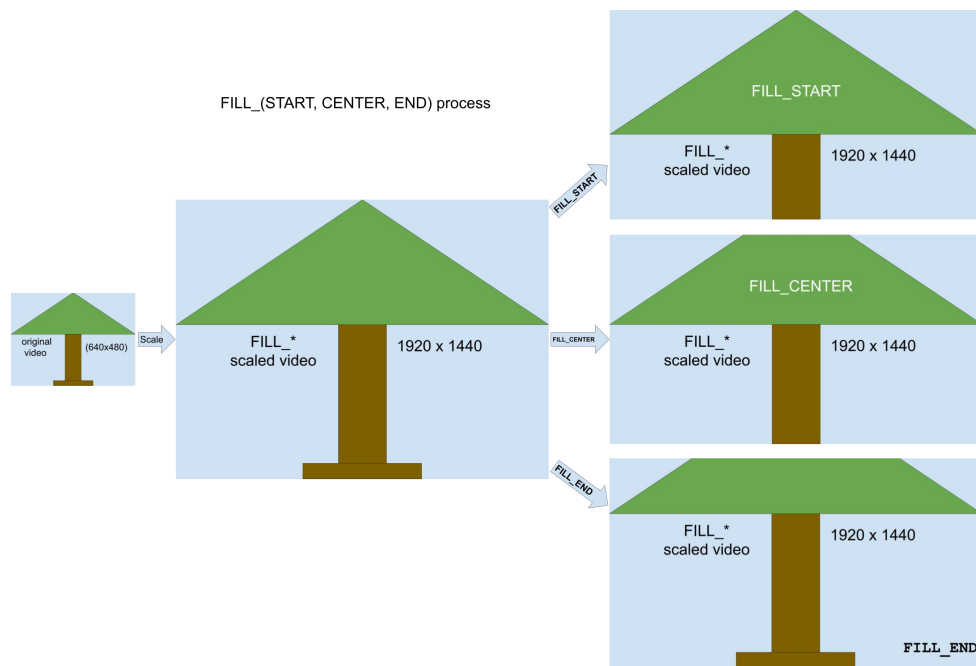 FILL_(START, CENTER, END) process
original
video
(640x480)
Scale
FILL_*
scaled video
1920 x 1440
FILL_START
FILL_CENTER
FILL_END
FILL_START
FILL_*
scaled video
1920 x 1440
FILL_CENTER
FILL_*
scaled video
1920 x 1440
FILL_*
scaled video
1920 x 1440
FILL_END